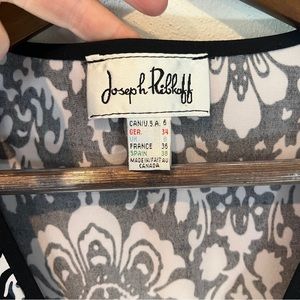 Joseph Ribkoff
CAN/U.S.A. 6
GER. 34
UK 8
FRANCE 36
SPAIN 38
MADE IN/FAIT AU
CANADA